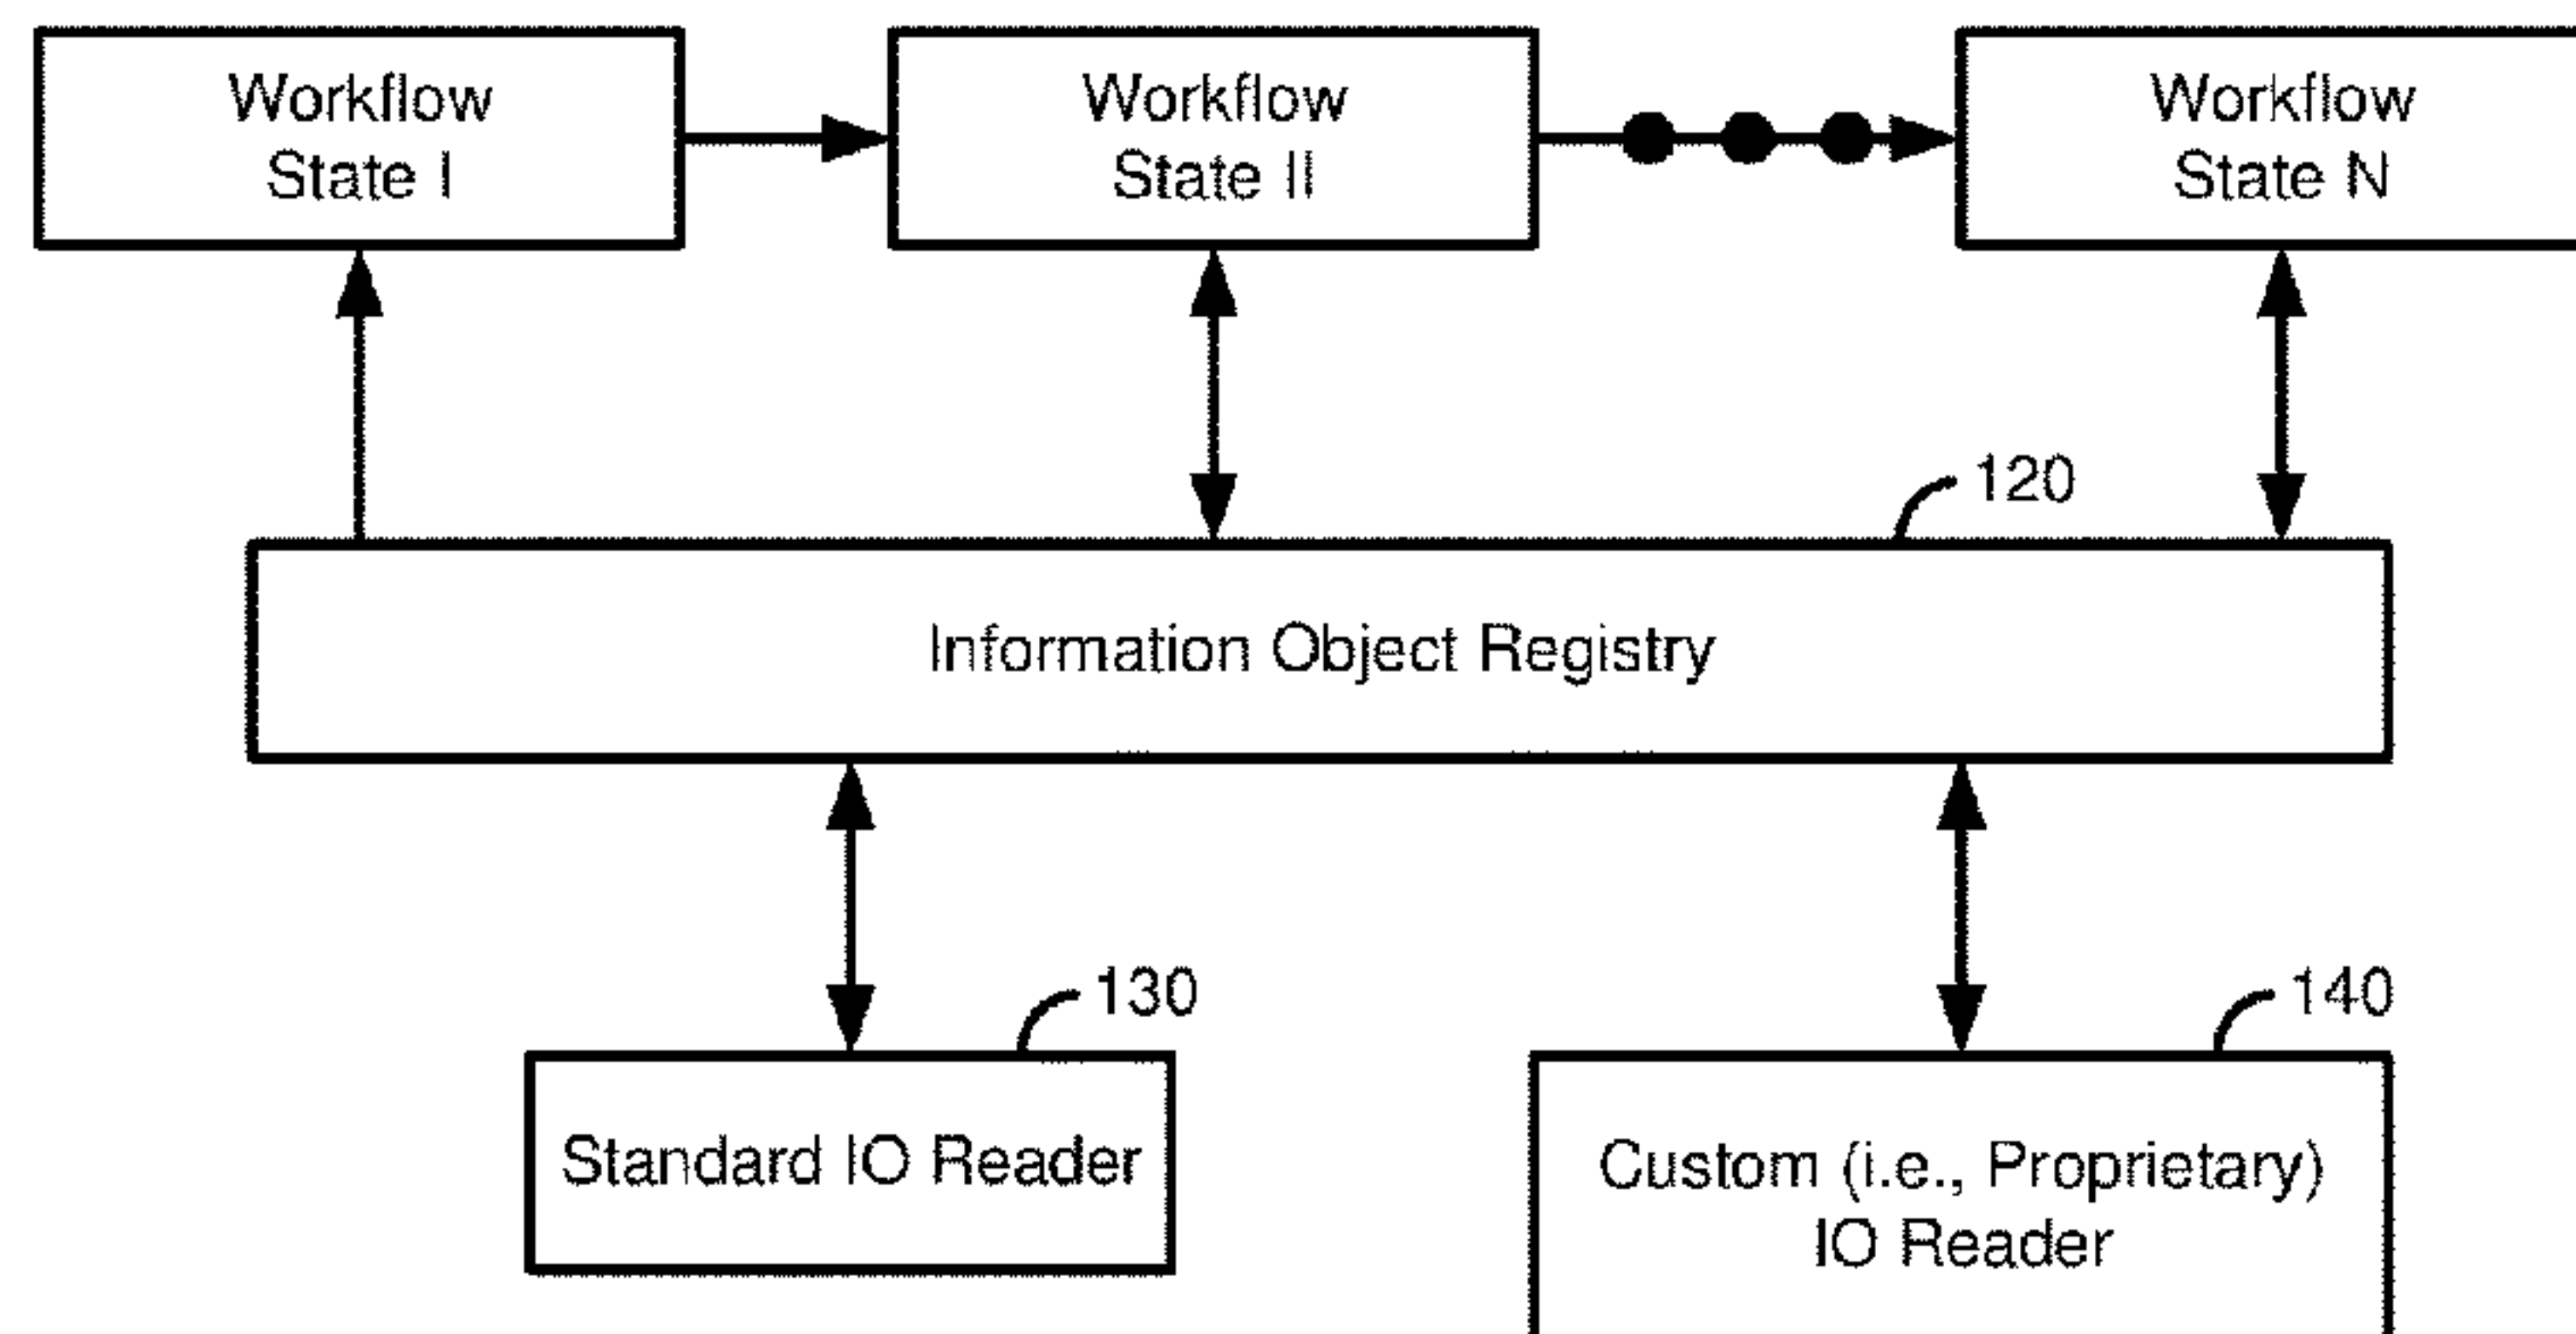 Workflow
State I
Workflow
State II
Workflow
State N
120
Information Object Registry
130
140
Standard IO Reader
Custom (i.e., Proprietary)
IO Reader